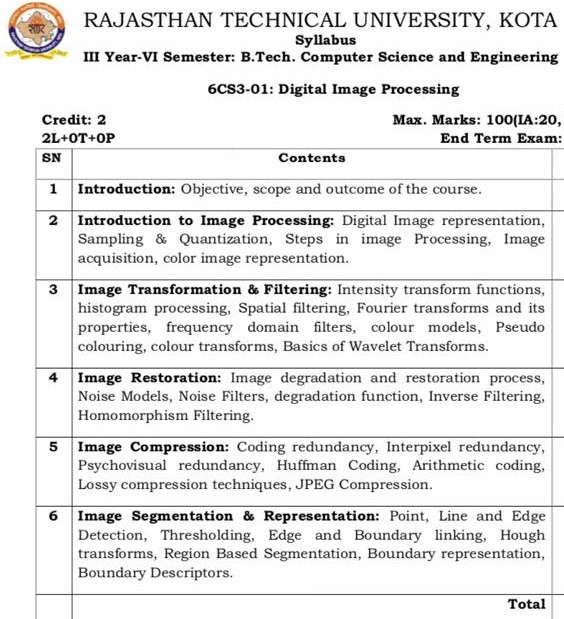 RAJASTHAN TECHNICAL UNIVERSITY, KOTA
Syllabus
III Year-VI Semester: B.Tech. Computer Science and Engineering
6CS3-01: Digital Image Processing
Credit: 2
Max. Marks: 100(IA:20,
2L+0T+0P
End Term Exam:
SN
Contents
1
Introduction: Objective, scope and outcome of the course.
2
Introduction to Image Processing: Digital Image representation,
Sampling & Quantization, Steps in image Processing, Image
acquisition, color image representation.
3
Image Transformation & Filtering: Intensity transform functions,
histogram processing, Spatial filtering, Fourier transforms and its
properties, frequency domain filters, colour models, Pseudo
colouring, colour transforms, Basics of Wavelet Transforms.
4
Image Restoration: Image degradation and restoration process,
Noise Models, Noise Filters, degradation function, Inverse Filtering,
Homomorphism Filtering.
5
Image Compression: Coding redundancy, Interpixel redundancy,
Psychovisual redundancy, Huffman Coding, Arithmetic coding,
Lossy compression techniques, JPEG Compression.
6
Image Segmentation & Representation: Point, Line and Edge
Detection, Thresholding, Edge and Boundary linking, Hough
transforms, Region Based Segmentation, Boundary representation,
Boundary Descriptors.
Total